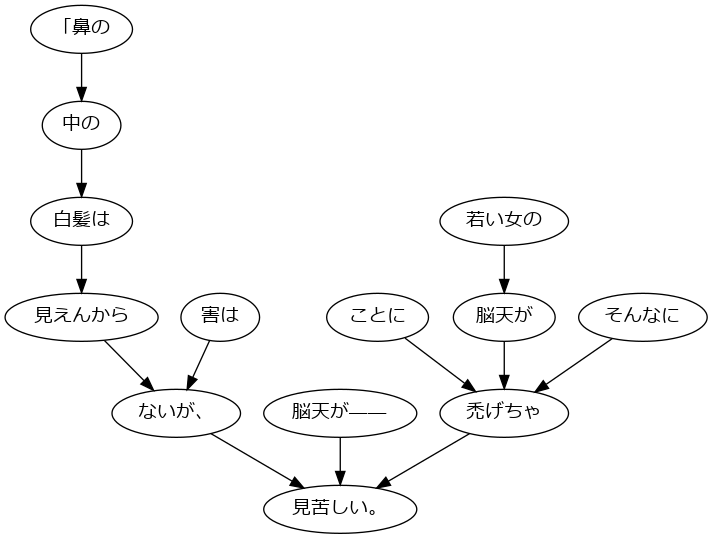 「鼻の
中の
白髪は
若い女の
見えんから
害は
ことに
脳天が
そんなに
ないが、
脳天が——
禿げちゃ
見苦しい。